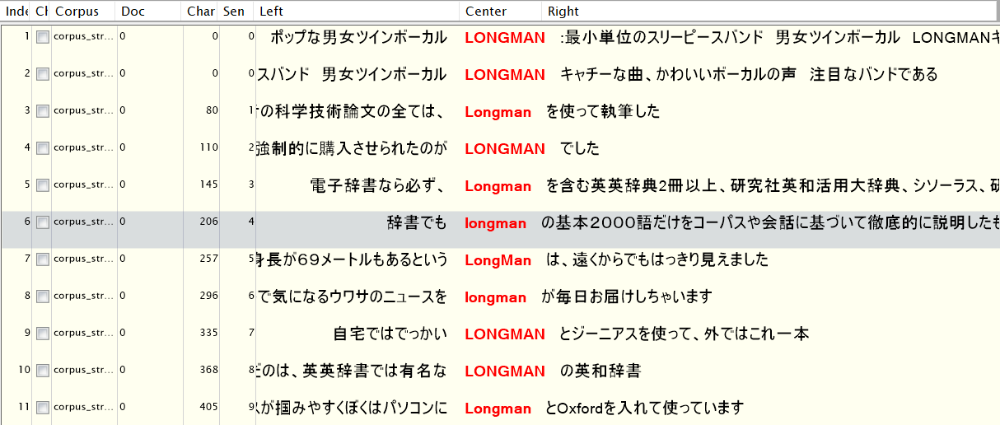 Inde Ch Corpus Doc Char Sen Left Center Right
1 corpus_str... 0 0 0 ポップな男女ツインボーカル LONGMAN :最小単位のスリーピースバンド 男女ツインボーカル LONGMANキ
2 corpus_str... 0 0 0 スバンド 男女ツインボーカル LONGMAN キャチーな曲、かわいいボーカルの声 注目なバンドである
3 corpus_str... 0 80 1 の科学技術論文の全ては、 Longman を使って執筆した
4 corpus_str... 0 110 2 強制的に購入させられたのが LONGMAN でした
5 corpus_str... 0 145 3 電子辞書なら必ず、 Longman を含む英英辞典2冊以上、研究社英和活用大辞典、シソーラス、研
6 corpus_str... 0 206 4 辞書でも longman の基本2000語だけをコーパスや会話に基づいて徹底的に説明したも
7 corpus_str... 0 257 5 身長が69メートルもあるという LongMan は、遠くからでもはっきり見えました
8 corpus_str... 0 296 6 で気になるウワサのニュースを longman が毎日お届けしちゃいます
9 corpus_str... 0 335 7 自宅ではでっかい LONGMAN とジーニアスを使って、外ではこれ一本
10 corpus_str... 0 368 8 だのは、英英辞書では有名な LONGMAN の英和辞書
11 corpus_str... 0 405 9 が掴みやすくぼくはパソコンに Longman とOxfordを入れて使っています